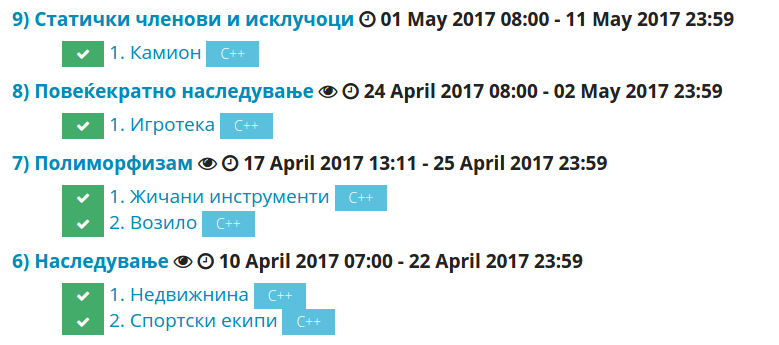 9) Статички членови и исклучоци 01 May 2017 08:00 - 11 May 2017 23:59
1. Камион C++
8) Повеќекратно наследување 24 April 2017 08:00 - 02 May 2017 23:59
1. Игротека C++
7) Полиморфизам 17 April 2017 13:11 - 25 April 2017 23:59
1. Жичани инструменти C++
2. Возило C++
6) Наследување 10 April 2017 07:00 - 22 April 2017 23:59
1. Недвижнина C++
2. Спортски екипи C++